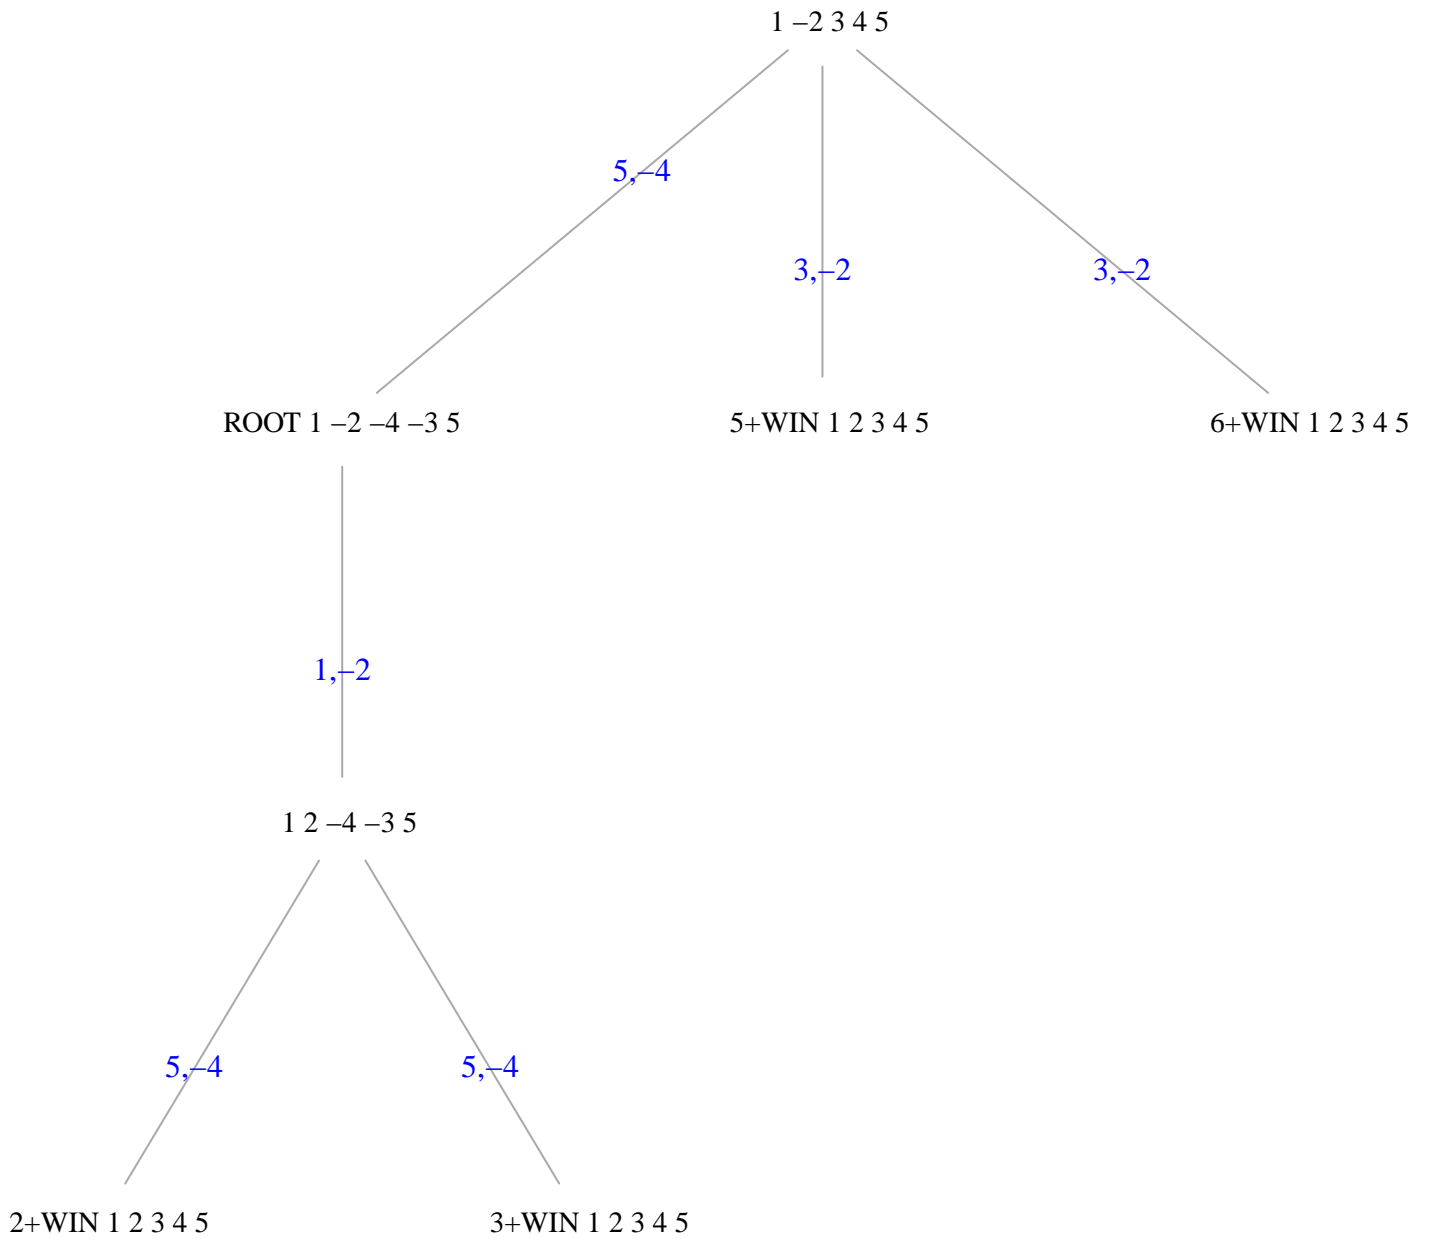 1 –2 3 4 5
5,–4
3,–2
3,–2
ROOT 1 –2 –4 –3 5
5+WIN 1 2 3 4 5
6+WIN 1 2 3 4 5
1,–2
1 2 –4 –3 5
5,–4
5,–4
2+WIN 1 2 3 4 5
3+WIN 1 2 3 4 5